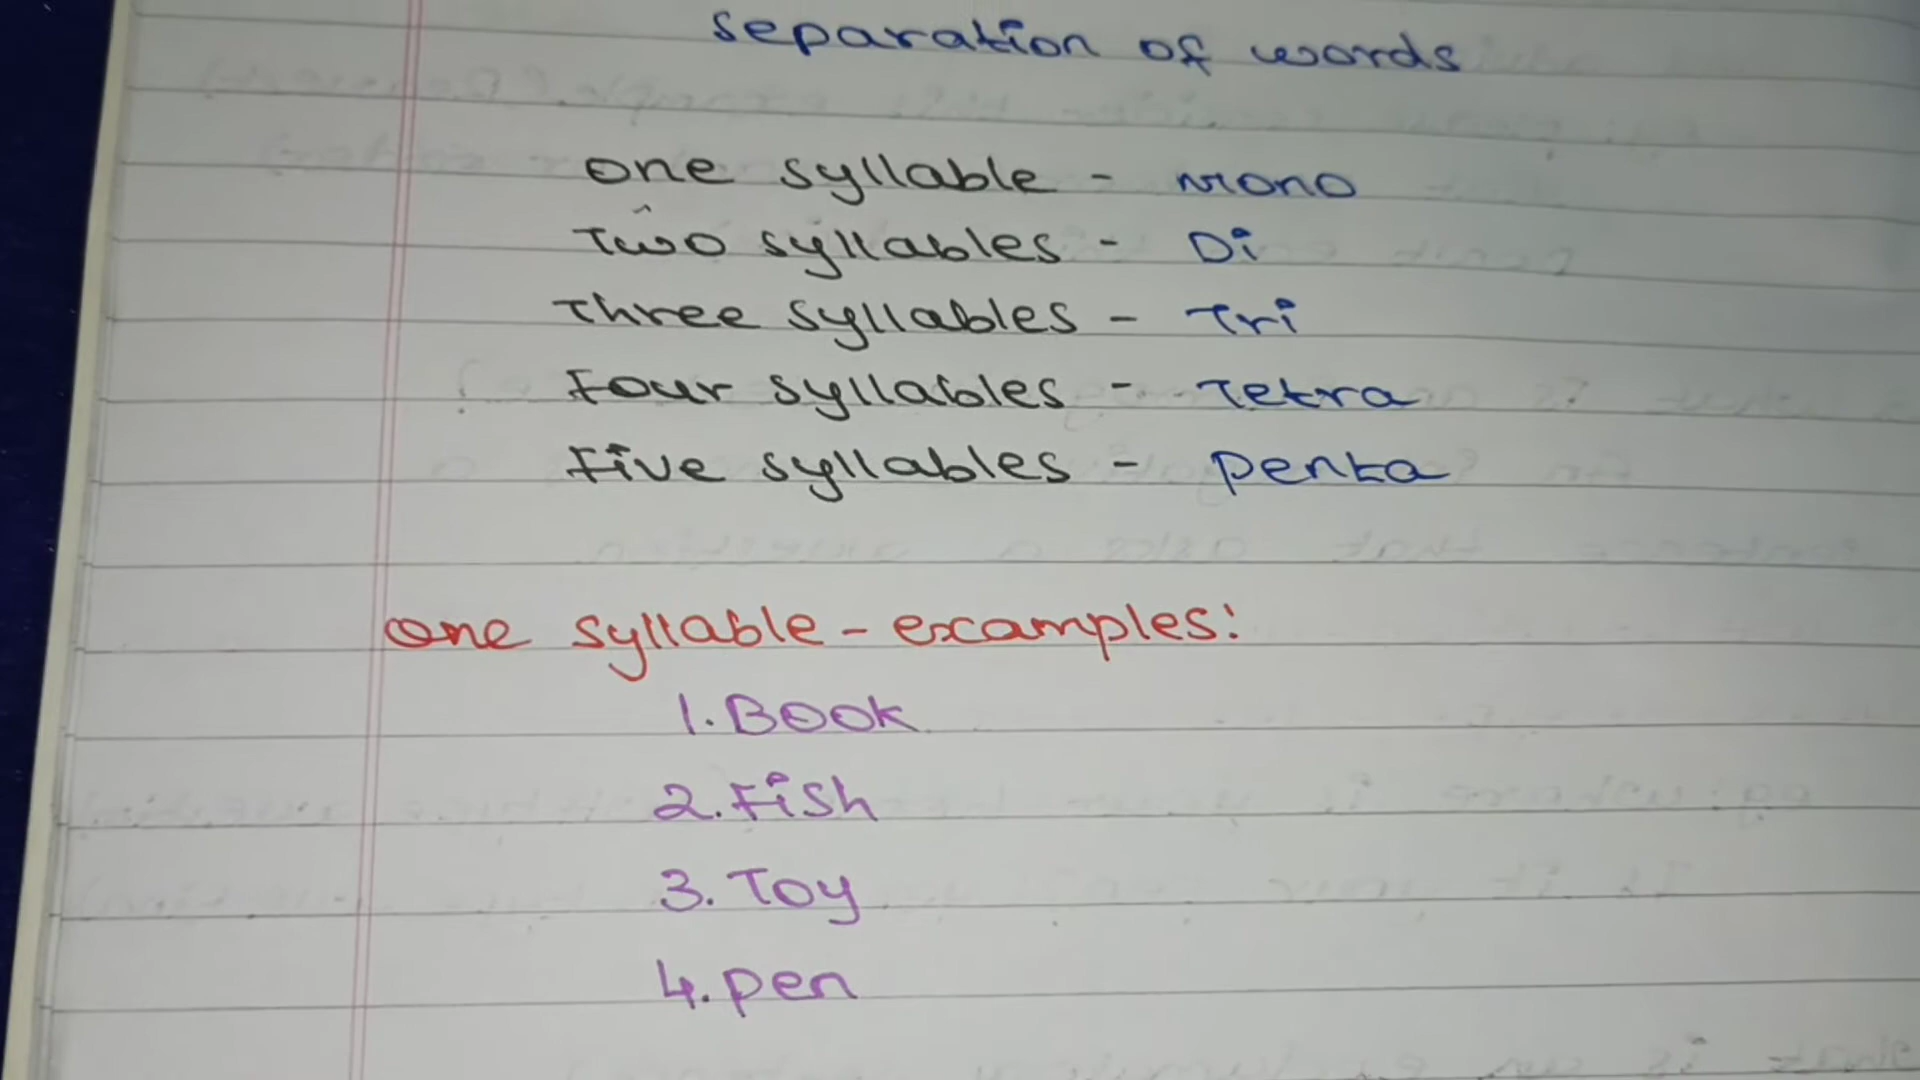 separation of words
one syllable - mono
Two syllables - Di
Three syllables - Tri
Four syllables - Tetra
Five syllables - penta
one syllable - examples:
1. Book
2. Fish
3. Toy
4. pen